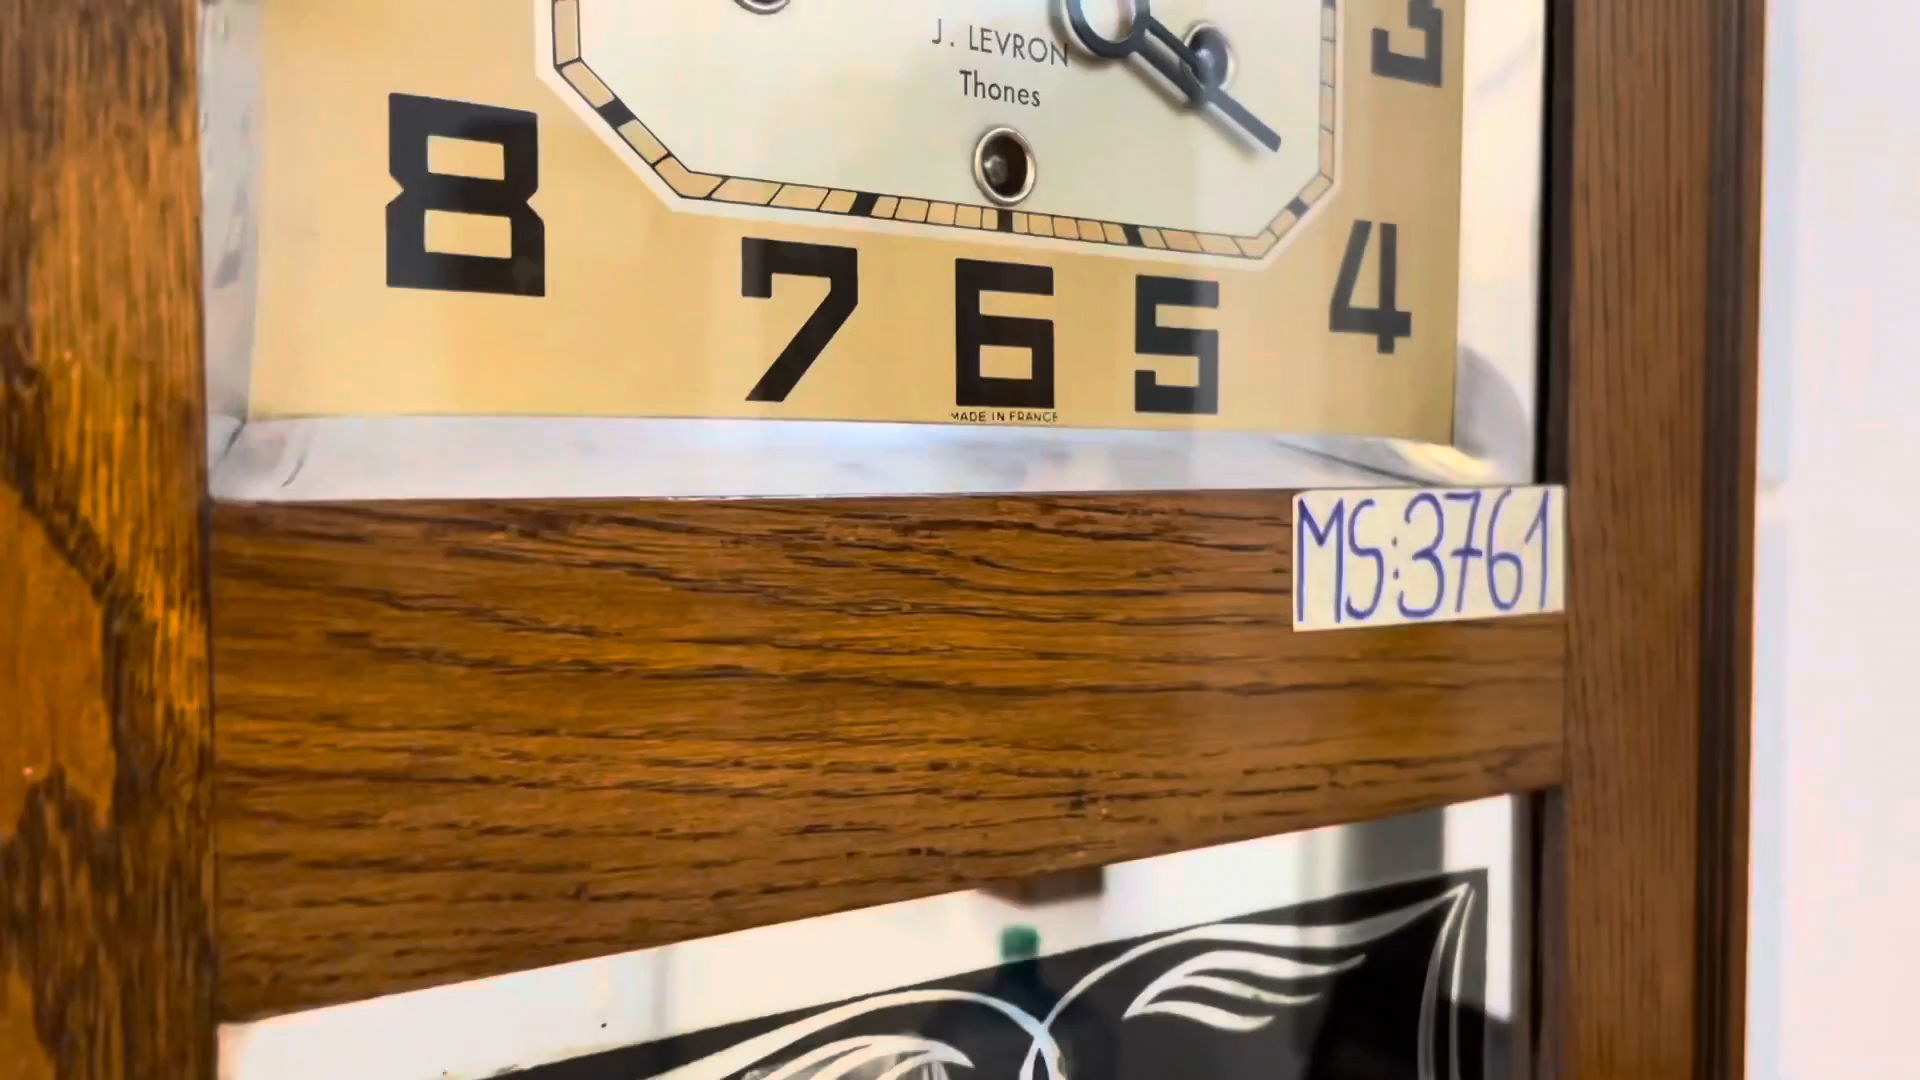 J. LEVRON
Thones
3
8
4
7 6 5
MADE IN FRANCE
MS:3761